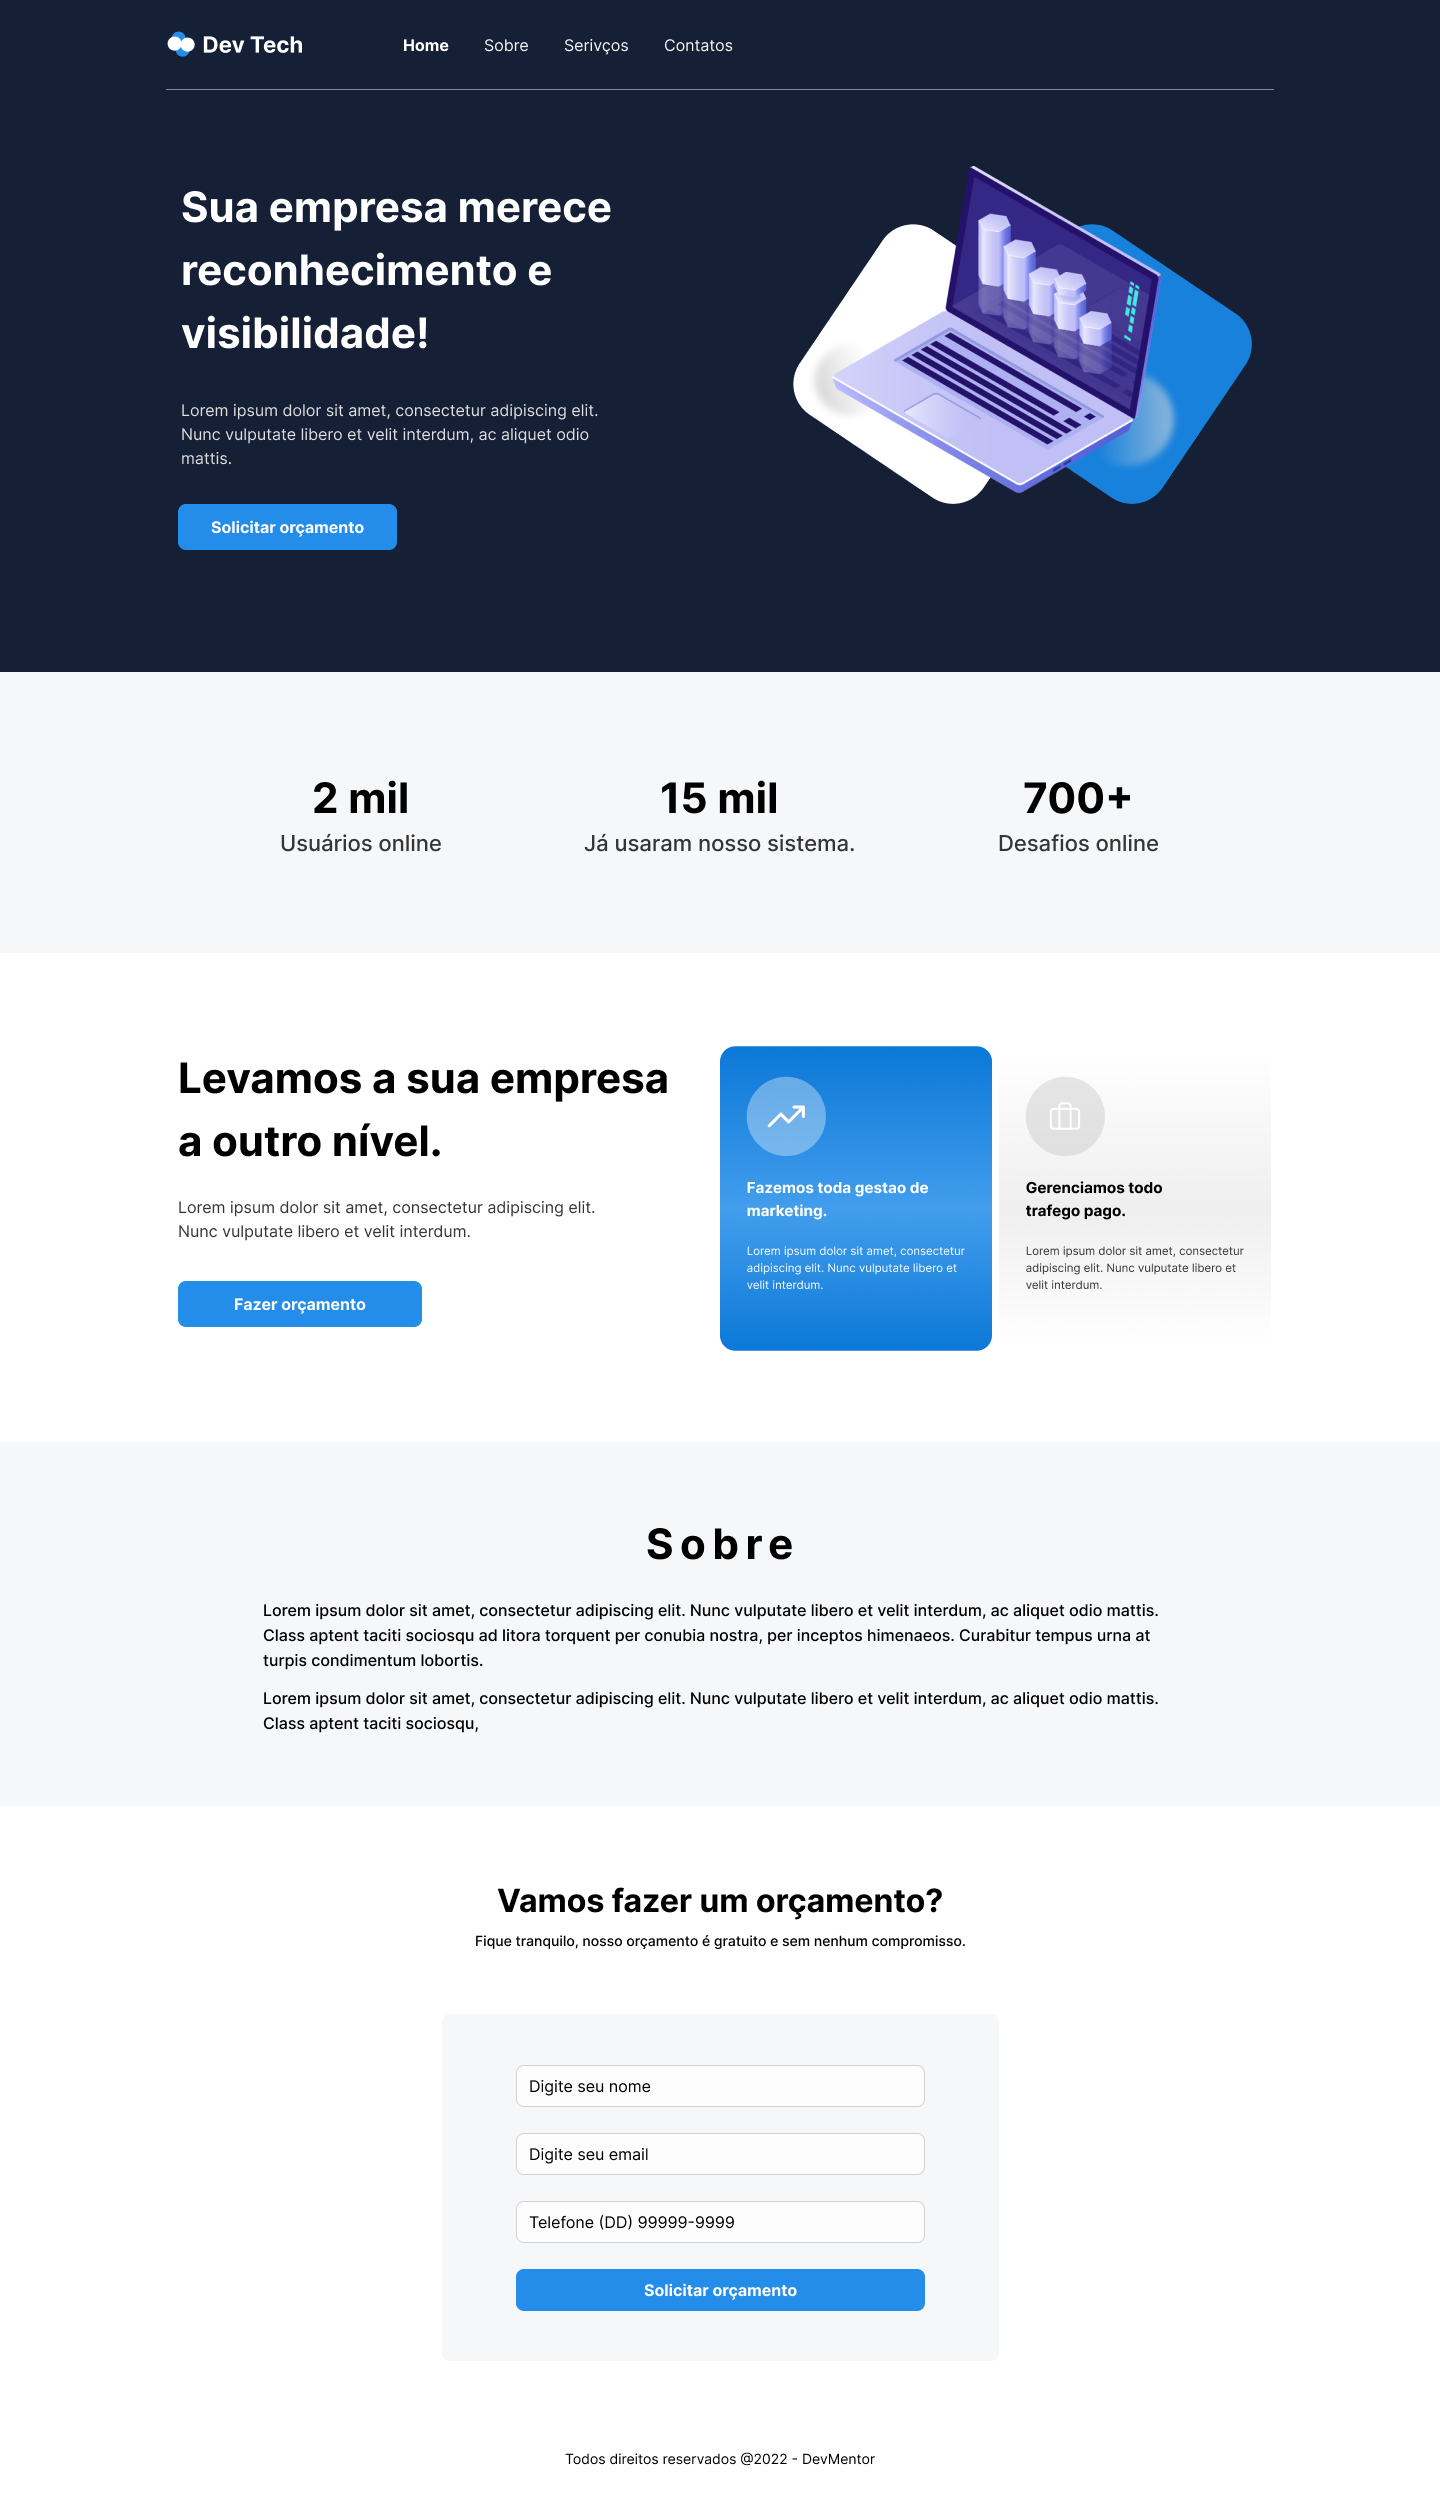 Dev Tech
Home
Sobre
Serivços
Contatos
Sua empresa merece
reconhecimento e
visibilidade!
Lorem ipsum dolor sit amet, consectetur adipiscing elit.
Nunc vulputate libero et velit interdum, ac aliquet odio
mattis.
Solicitar orçamento
2 mil
Usuários online
15 mil
Já usaram nosso sistema.
700+
Desafios online
Levamos a sua empresa
a outro nível.
Lorem ipsum dolor sit amet, consectetur adipiscing elit.
Nunc vulputate libero et velit interdum.
Fazer orçamento
Fazemos toda gestao de
marketing.
Lorem ipsum dolor sit amet, consectetur
adipiscing elit. Nunc vulputate libero et
velit interdum.
Gerenciamos todo
trafego pago.
Lorem ipsum dolor sit amet, consectetur
adipiscing elit. Nunc vulputate libero et
velit interdum.
Sobre
Lorem ipsum dolor sit amet, consectetur adipiscing elit. Nunc vulputate libero et velit interdum, ac aliquet odio mattis.
Class aptent taciti sociosqu ad litora torquent per conubia nostra, per inceptos himenaeos. Curabitur tempus urna at
turpis condimentum lobortis.
Lorem ipsum dolor sit amet, consectetur adipiscing elit. Nunc vulputate libero et velit interdum, ac aliquet odio mattis.
Class aptent taciti sociosqu,
Vamos fazer um orçamento?
Fique tranquilo, nosso orçamento é gratuito e sem nenhum compromisso.
Digite seu nome
Digite seu email
Telefone (DD) 99999-9999
Solicitar orçamento
Todos direitos reservados @2022 - DevMentor